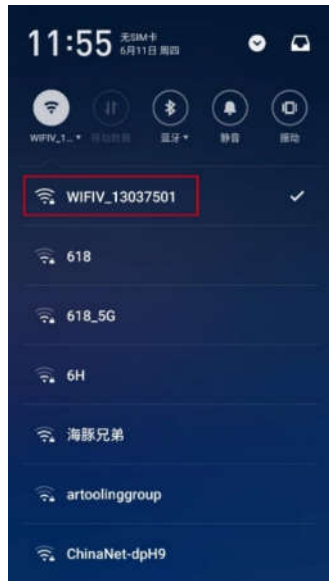 11:55 无SIM卡
6月11日 周四
WIFIV_1... 移动数据 蓝牙 静音 振动
WIFIV_13037501
618
618_5G
6H
海豚兄弟
artoolinggroup
ChinaNet-dpH9